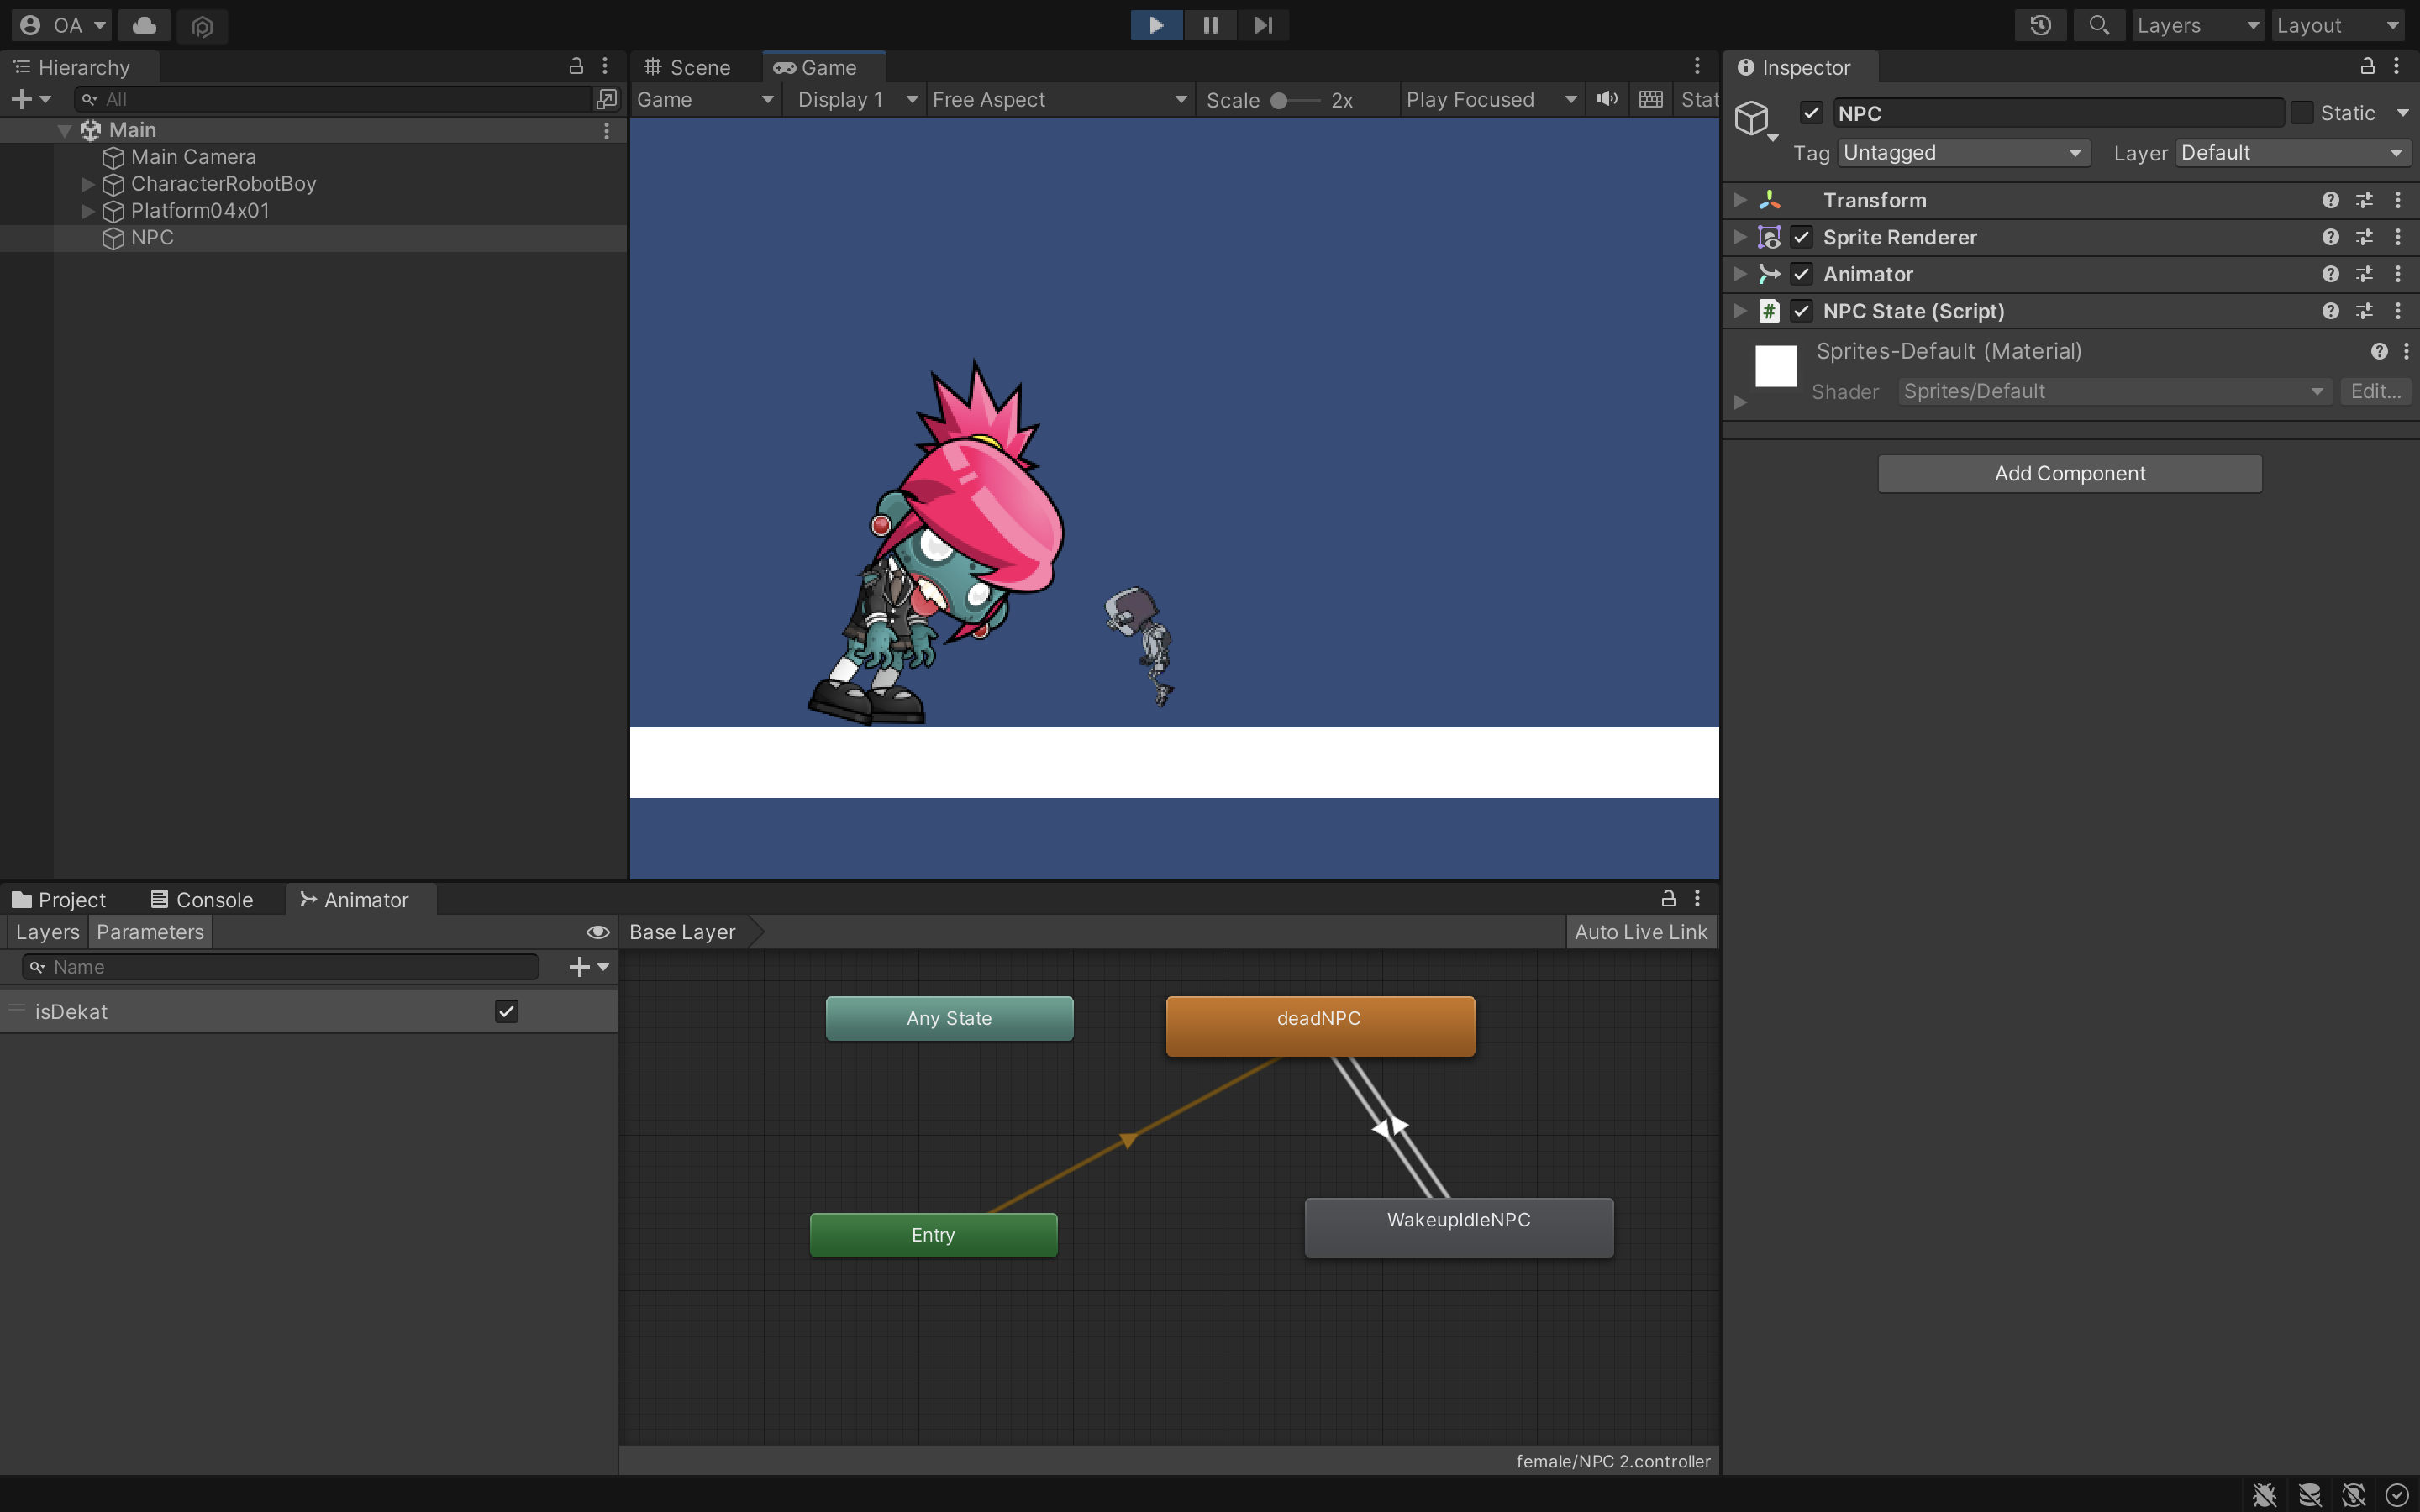 OA
Layers
Layout
Hierarchy
Scene
Game
Inspector
All
Game
Display 1
Free Aspect
Scale
2x
Play Focused
Stat
NPC
Static
Main
Tag
Untagged
Layer
Default
Main Camera
CharacterRobotBoy
Platform04x01
NPC
Transform
Sprite Renderer
Animator
NPC State (Script)
Sprites-Default (Material)
Shader
Sprites/Default
Edit...
Add Component
Project
Console
Animator
Layers
Parameters
Base Layer
Auto Live Link
Name
isDekat
Any State
deadNPC
Entry
WakeupIdleNPC
female/NPC 2.controller